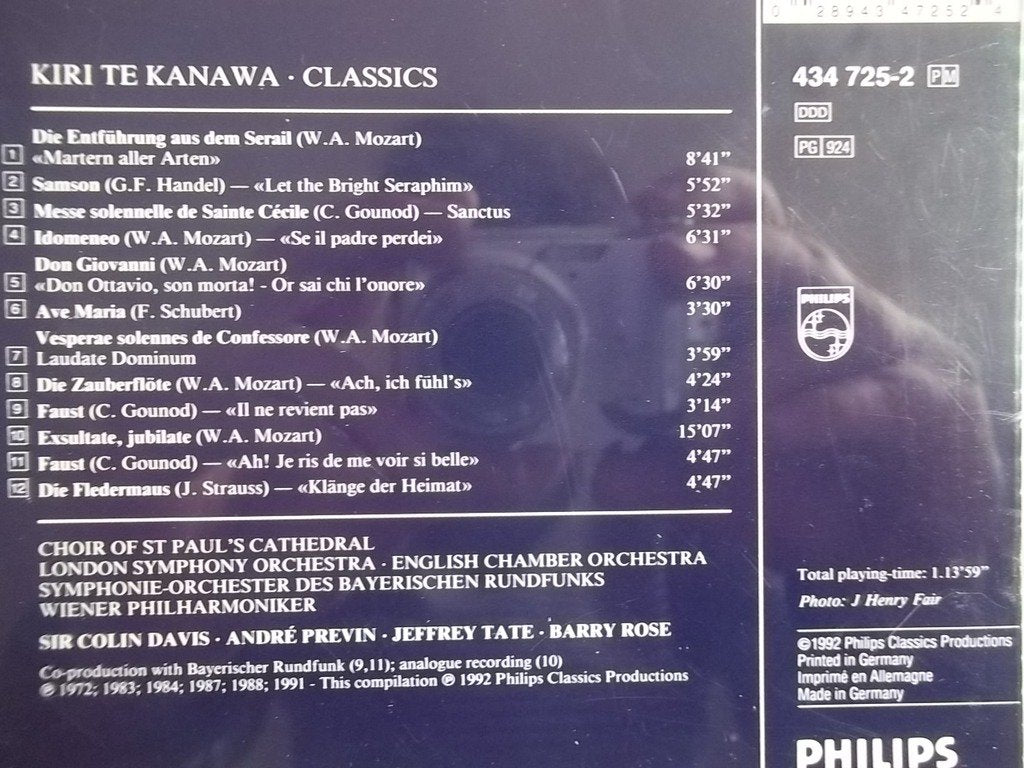 0 28943 47252 4
KIRI TE KANAWA · CLASSICS
434 725-2 PM
DDD
PG 924
Die Entführung aus dem Serail (W.A. Mozart)
1 «Martern aller Arten» 8'41”
2 Samson (G.F. Handel) — «Let the Bright Seraphim» 5'52”
3 Messe solennelle de Sainte Cécile (C. Gounod) — Sanctus 5'32”
4 Idomeneo (W.A. Mozart) — «Se il padre perdei» 6'31”
Don Giovanni (W.A. Mozart)
5 «Don Ottavio, son morta! - Or sai chi l'onore» 6'30”
6 Ave Maria (F. Schubert) 3'30”
Vesperae solennes de Confessore (W.A. Mozart)
7 Laudate Dominum 3'59”
8 Die Zauberflöte (W.A. Mozart) — «Ach, ich fühl's» 4'24”
9 Faust (C. Gounod) — «Il ne revient pas» 3'14”
10 Exsultate, jubilate (W.A. Mozart) 15'07”
11 Faust (C. Gounod) — «Ah! Je ris de me voir si belle» 4'47”
12 Die Fledermaus (J. Strauss) — «Klänge der Heimat» 4'47”
CHOIR OF ST PAUL'S CATHEDRAL
LONDON SYMPHONY ORCHESTRA · ENGLISH CHAMBER ORCHESTRA
SYMPHONIE-ORCHESTER DES BAYERISCHEN RUNDFUNKS
WIENER PHILHARMONIKER
SIR COLIN DAVIS · ANDRÉ PREVIN · JEFFREY TATE · BARRY ROSE
Co-production with Bayerischer Rundfunk (9,11); analogue recording (10)
℗ 1972; 1983; 1984; 1987; 1988; 1991 - This compilation ℗ 1992 Philips Classics Productions
PHILIPS
Total playing-time: 1.13'59”
Photo: J Henry Fair
©1992 Philips Classics Productions
Printed in Germany
Imprimé en Allemagne
Made in Germany
PHILIPS